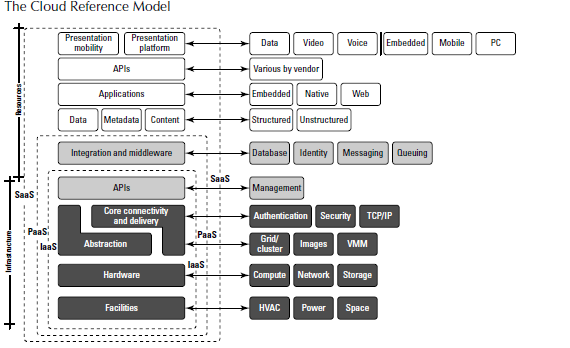 The Cloud Reference Model
Presentation mobility
Presentation platform
Data
Video
Voice
Embedded
Mobile
PC
APIs
Various by vendor
Applications
Embedded
Native
Web
Data
Metadata
Content
Structured
Unstructured
Resources
Integration and middleware
Database
Identity
Messaging
Queuing
SaaS
APIs
Management
SaaS
Core connectivity
and delivery
Authentication
Security
TCP/IP
PaaS
PaaS
IaaS
Abstraction
Grid/
cluster
Images
VMM
IaaS
Infrastructure
Hardware
Compute
Network
Storage
Facilities
HVAC
Power
Space